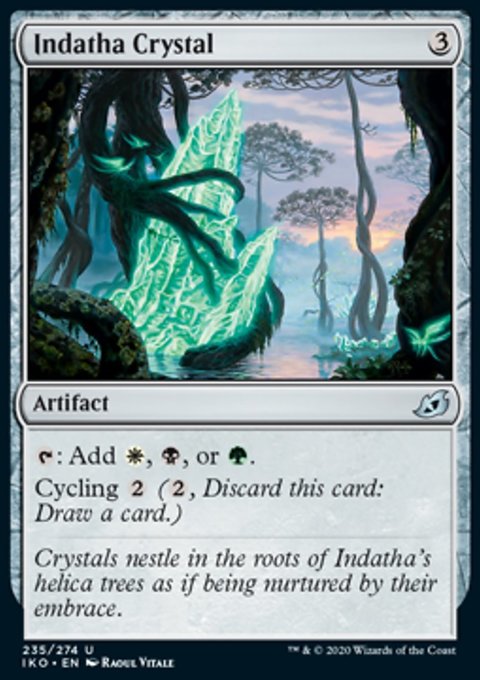 Indatha Crystal 3
Artifact
: Add , , or .
Cycling 2 (2, Discard this card:
Draw a card.)
Crystals nestle in the roots of Indatha's
helica trees as if being nurtured by their
embrace.
235/274 U
IKO • EN Raoul Vitale
™ & © 2020 Wizards of the Coast